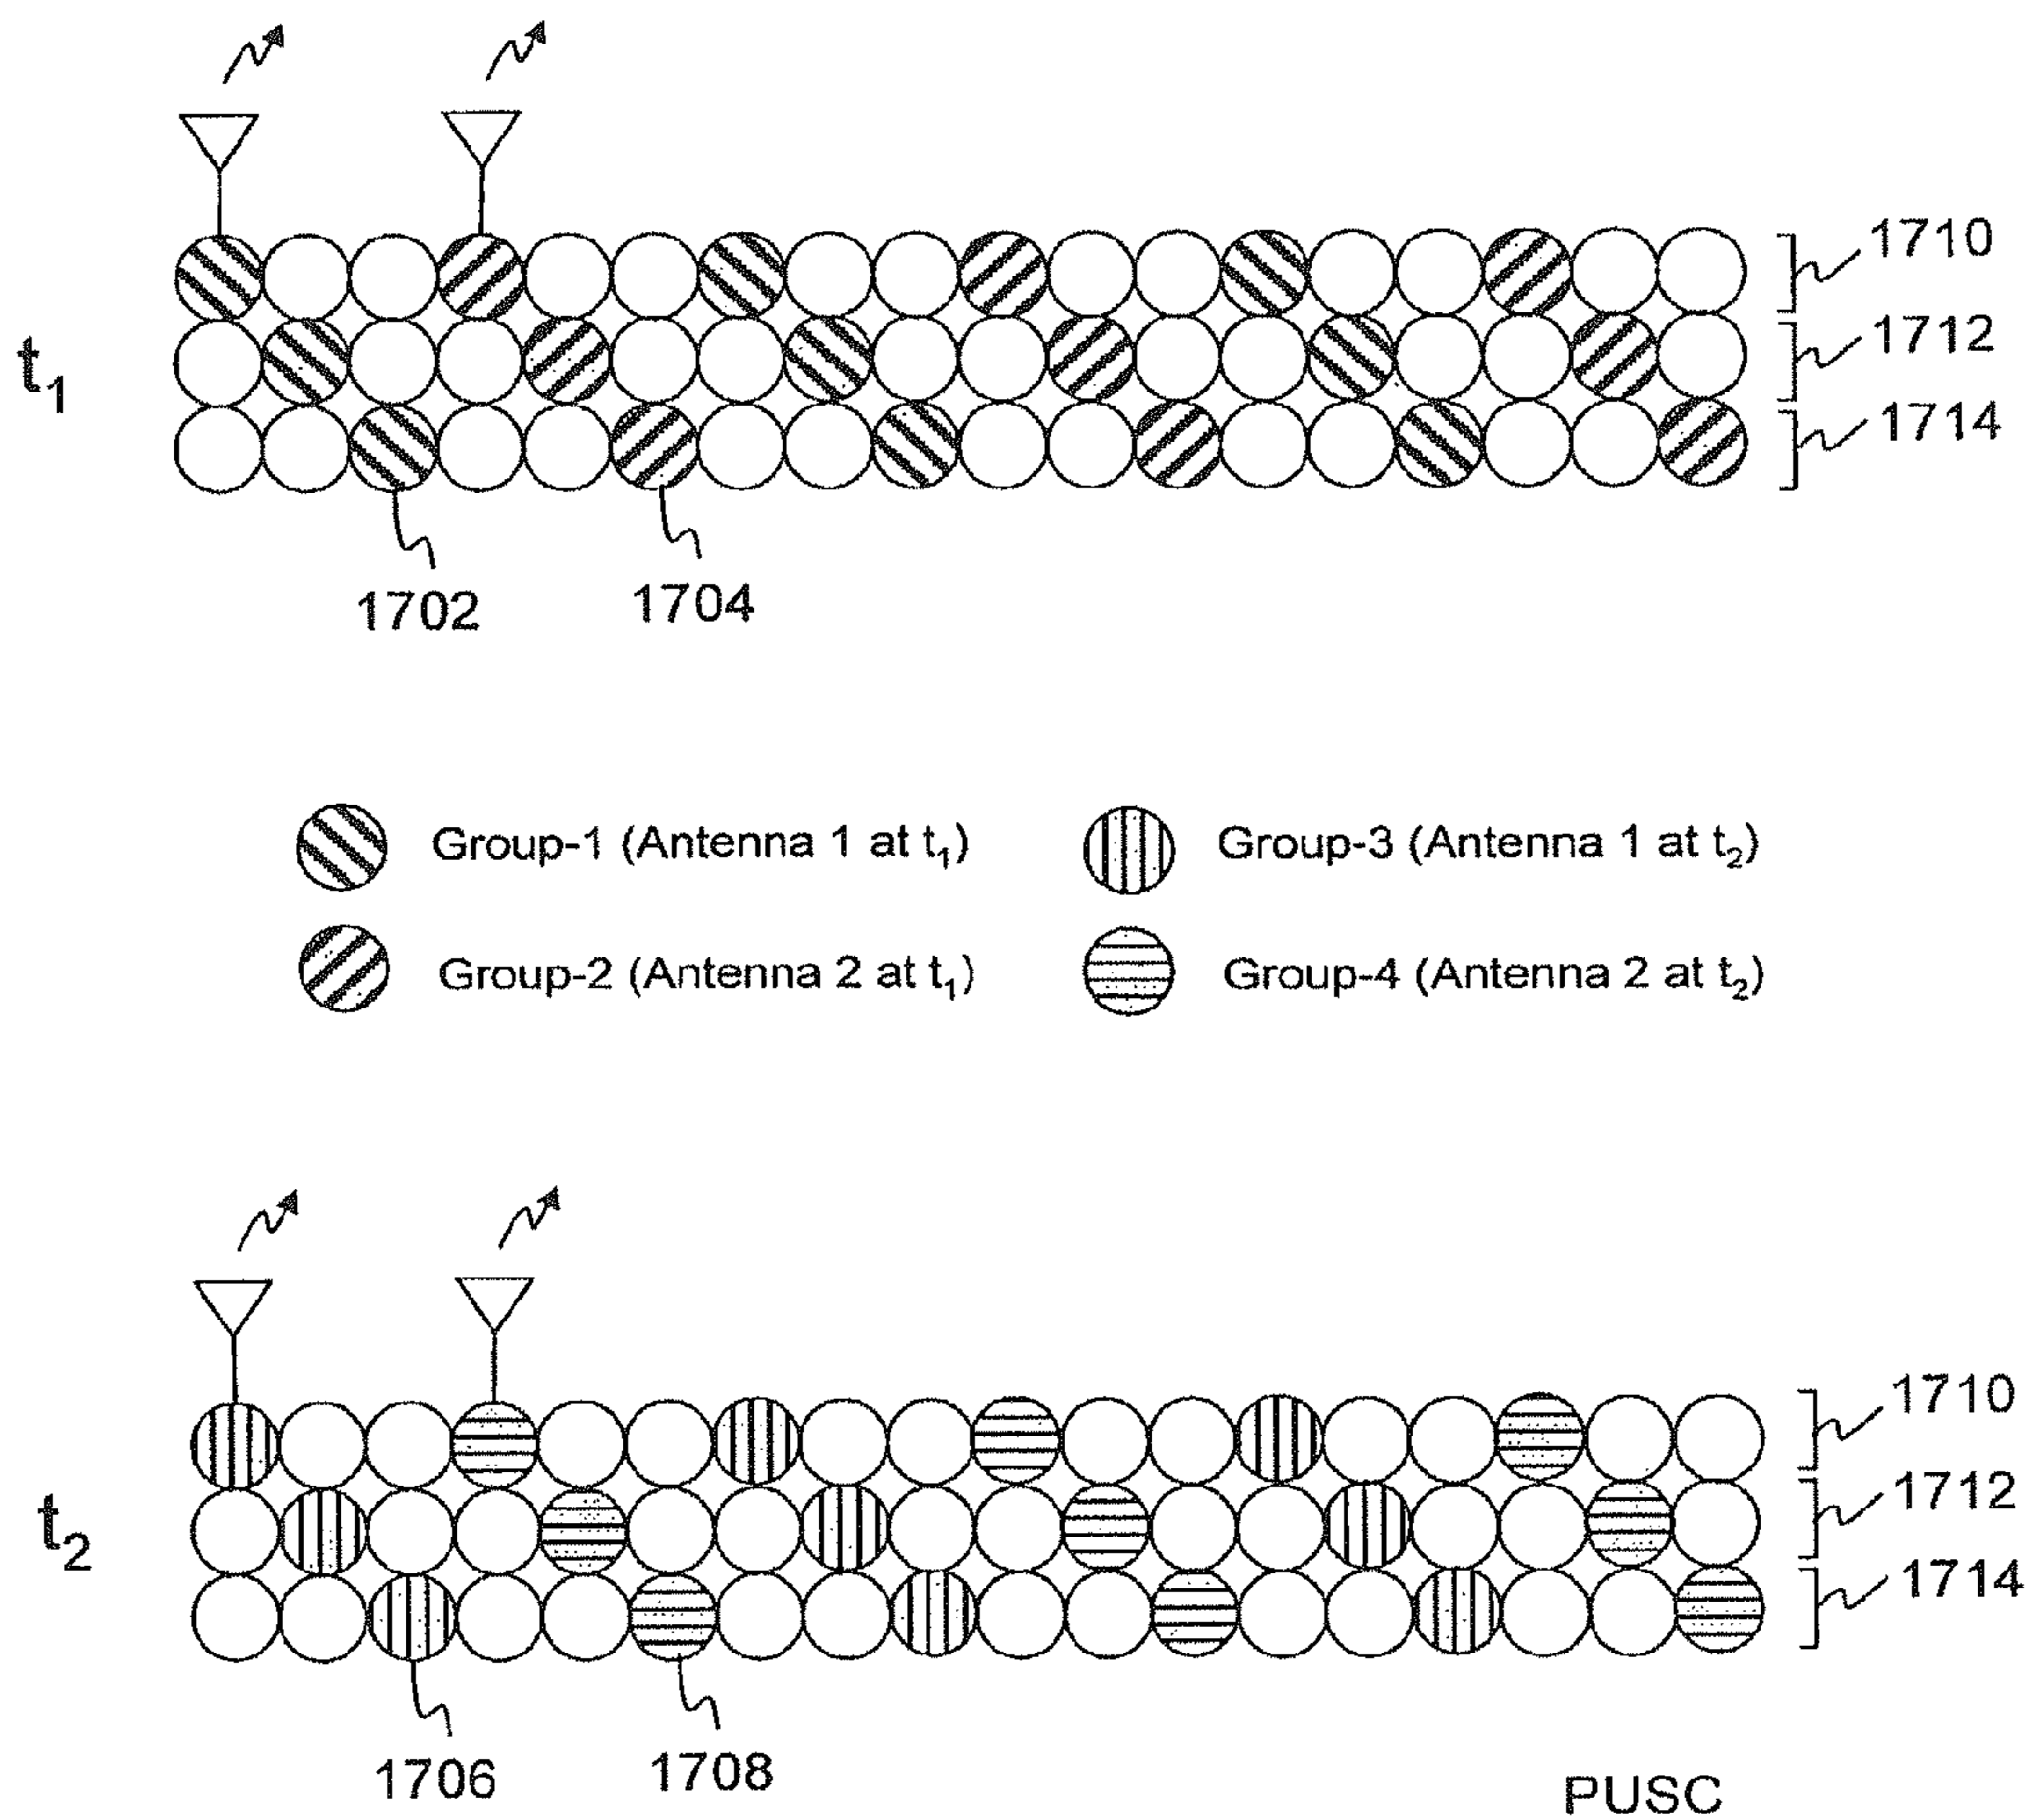 1710
1712
t1
1714
1702
1704
Group-1 (Antenna 1 at t1)
Group-3 (Antenna 1 at t2)
Group-2 (Antenna 2 at t1)
Group-4 (Antenna 2 at t2)
1710
1712
t2
1714
1706
1708
PUSC